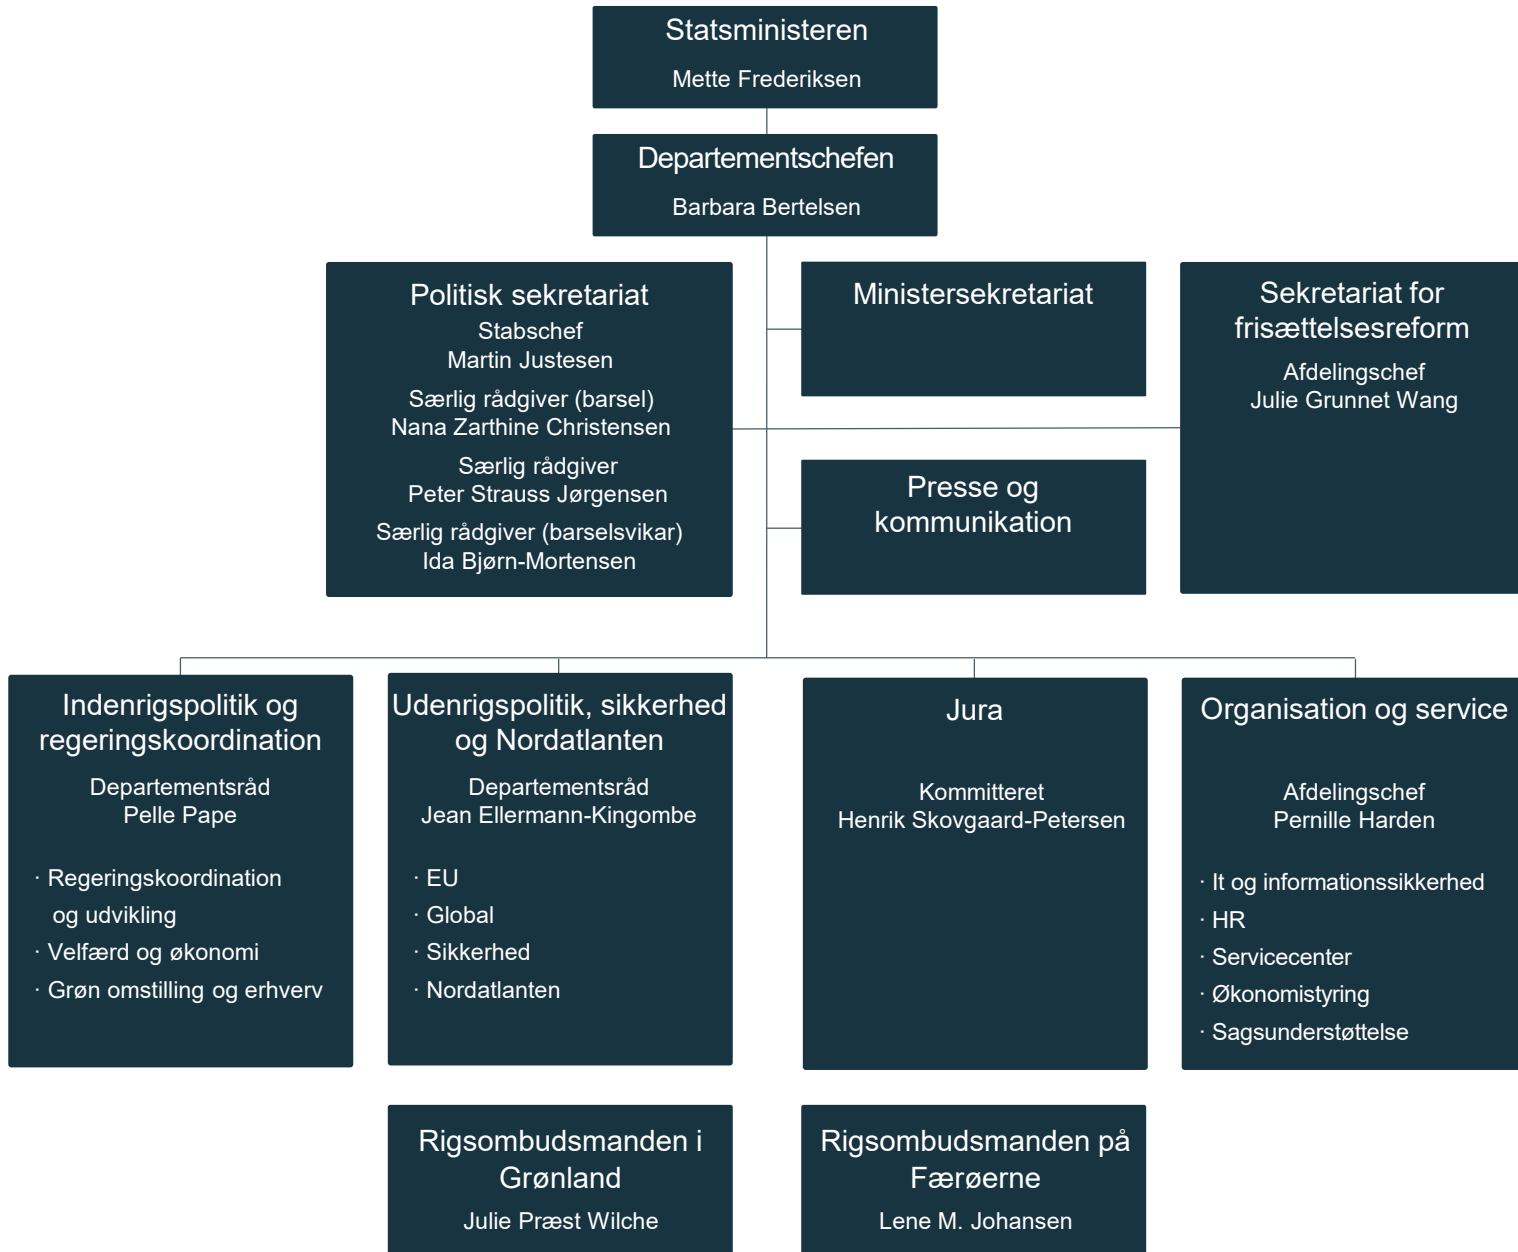 Statsministeren
Mette Frederiksen
Departementschefen
Barbara Bertelsen
Politisk sekretariat
Stabschef
Martin Justesen
Særlig rådgiver (barsel)
Nana Zarthine Christensen
Særlig rådgiver
Peter Strauss Jørgensen
Særlig rådgiver (barselsvikar)
Ida Bjørn-Mortensen
Ministersekretariat
Presse og
kommunikation
Sekretariat for
frisættelsesreform
Afdelingschef
Julie Grunnet Wang
Indenrigspolitik og
regeringskoordination
Departementsråd
Pelle Pape
· Regeringskoordination
og udvikling
· Velfærd og økonomi
· Grøn omstilling og erhverv
Udenrigspolitik, sikkerhed
og Nordatlanten
Departementsråd
Jean Ellermann-Kingombe
· EU
· Global
· Sikkerhed
· Nordatlanten
Jura
Kommitteret
Henrik Skovgaard-Petersen
Organisation og service
Afdelingschef
Pernille Harden
· It og informationssikkerhed
· HR
· Servicecenter
· Økonomistyring
· Sagsunderstøttelse
Rigsombudsmanden i
Grønland
Julie Præst Wilche
Rigsombudsmanden på
Færøerne
Lene M. Johansen